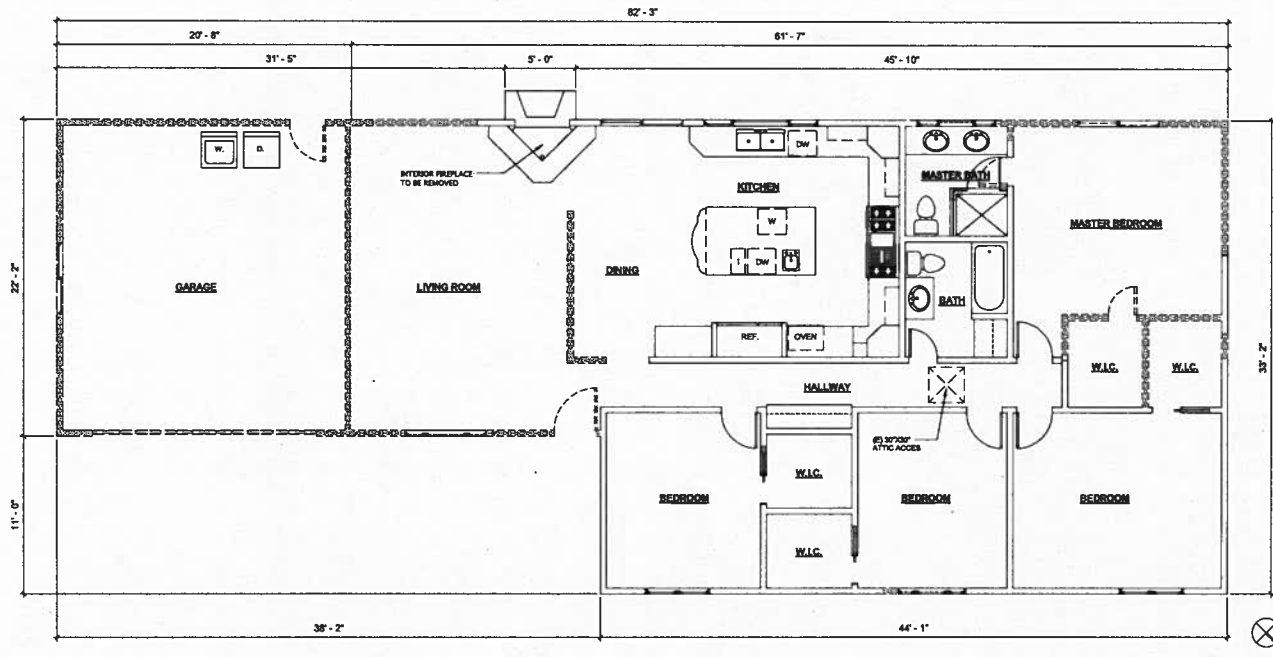 82' - 3"
20' - 8"
61' - 7"
31' - 5"
5' - 0"
45' - 10"
W.
D.
DW
INTERIOR FIREPLACE
TO BE REMOVED
MASTER BATH
KITCHEN
W
MASTER BEDROOM
22' - 2"
GARAGE
LIVING ROOM
DINING
T
DW
BATH
33' - 2"
REF.
OVEN
W.I.C.
W.I.C.
HALLWAY
(E) 30"X30"
ATTIC ACCES
11' - 0"
BEDROOM
W.I.C.
BEDROOM
BEDROOM
W.I.C.
38' - 2"
44' - 1"